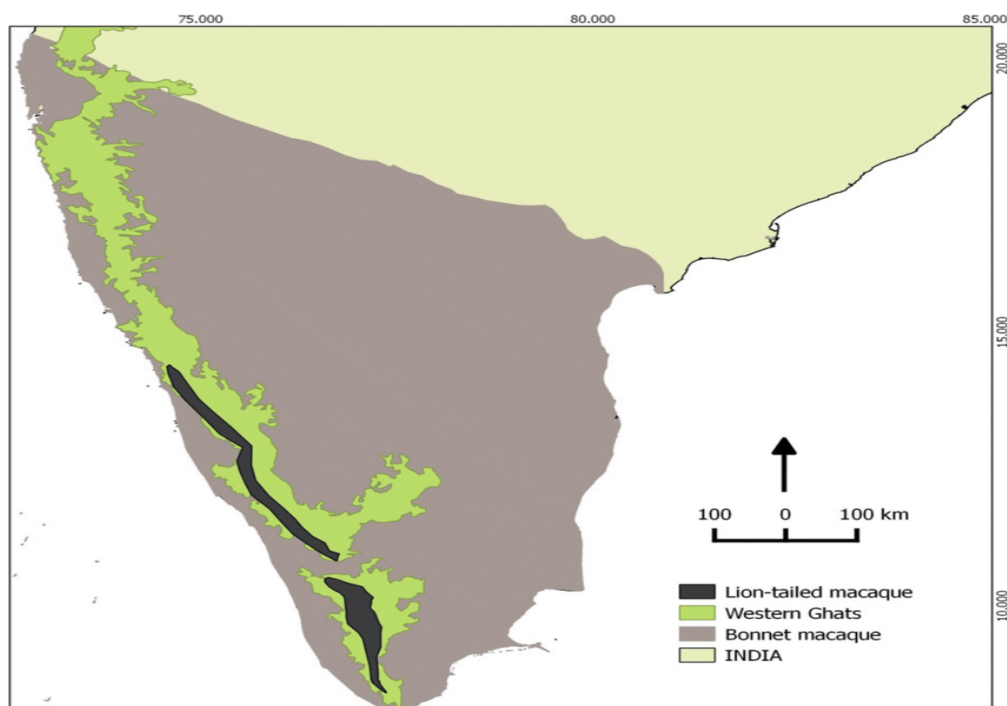 75.000 80.000 85.000
20.000
15.000
10.000
100 0 100 km
Lion-tailed macaque
Western Ghats
Bonnet macaque
INDIA